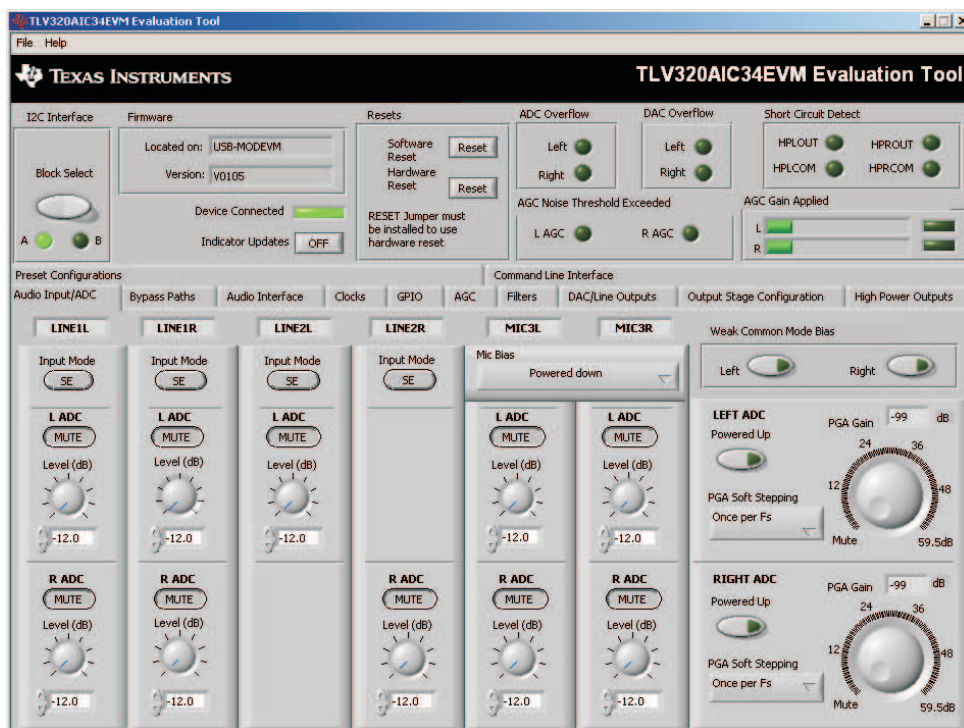 TLV320AIC34EVM Evaluation Tool
File Help
TEXAS INSTRUMENTS
TLV320AIC34EVM Evaluation Tool
I2C Interface
Block Select
A
B
Firmware
Located on: USB-MODEVM
Version: V0105
Device Connected
Indicator Updates OFF
Resets
Software
Reset
Reset
Hardware
Reset
Reset
RESET Jumper must
be installed to use
hardware reset
ADC Overflow
Left
Right
DAC Overflow
Left
Right
Short Circuit Detect
HPLOUT HPROUT
HPLCOM HPRCOM
AGC Noise Threshold Exceeded
L AGC R AGC
AGC Gain Applied
L
R
Preset Configurations Command Line Interface
Audio Input/ADC Bypass Paths Audio Interface Clocks GPIO AGC Filters DAC/Line Outputs Output Stage Configuration High Power Outputs
LINE1L
Input Mode
SE
L ADC
MUTE
Level (dB)
-12.0
R ADC
MUTE
Level (dB)
-12.0
LINE1R
Input Mode
SE
L ADC
MUTE
Level (dB)
-12.0
R ADC
MUTE
Level (dB)
-12.0
LINE2L
Input Mode
SE
L ADC
MUTE
Level (dB)
-12.0
LINE2R
Input Mode
SE
R ADC
MUTE
Level (dB)
-12.0
MIC3L MIC3R
Mic Bias
Powered down
L ADC
MUTE
Level (dB)
-12.0
R ADC
MUTE
Level (dB)
-12.0
L ADC
MUTE
Level (dB)
-12.0
R ADC
MUTE
Level (dB)
-12.0
Weak Common Mode Bias
Left Right
LEFT ADC
Powered Up
PGA Gain -99 dB
PGA Soft Stepping
Once per Fs
Mute 12 24 36 48 59.5dB
RIGHT ADC
Powered Up
PGA Gain -99 dB
PGA Soft Stepping
Once per Fs
Mute 12 24 36 48 59.5dB